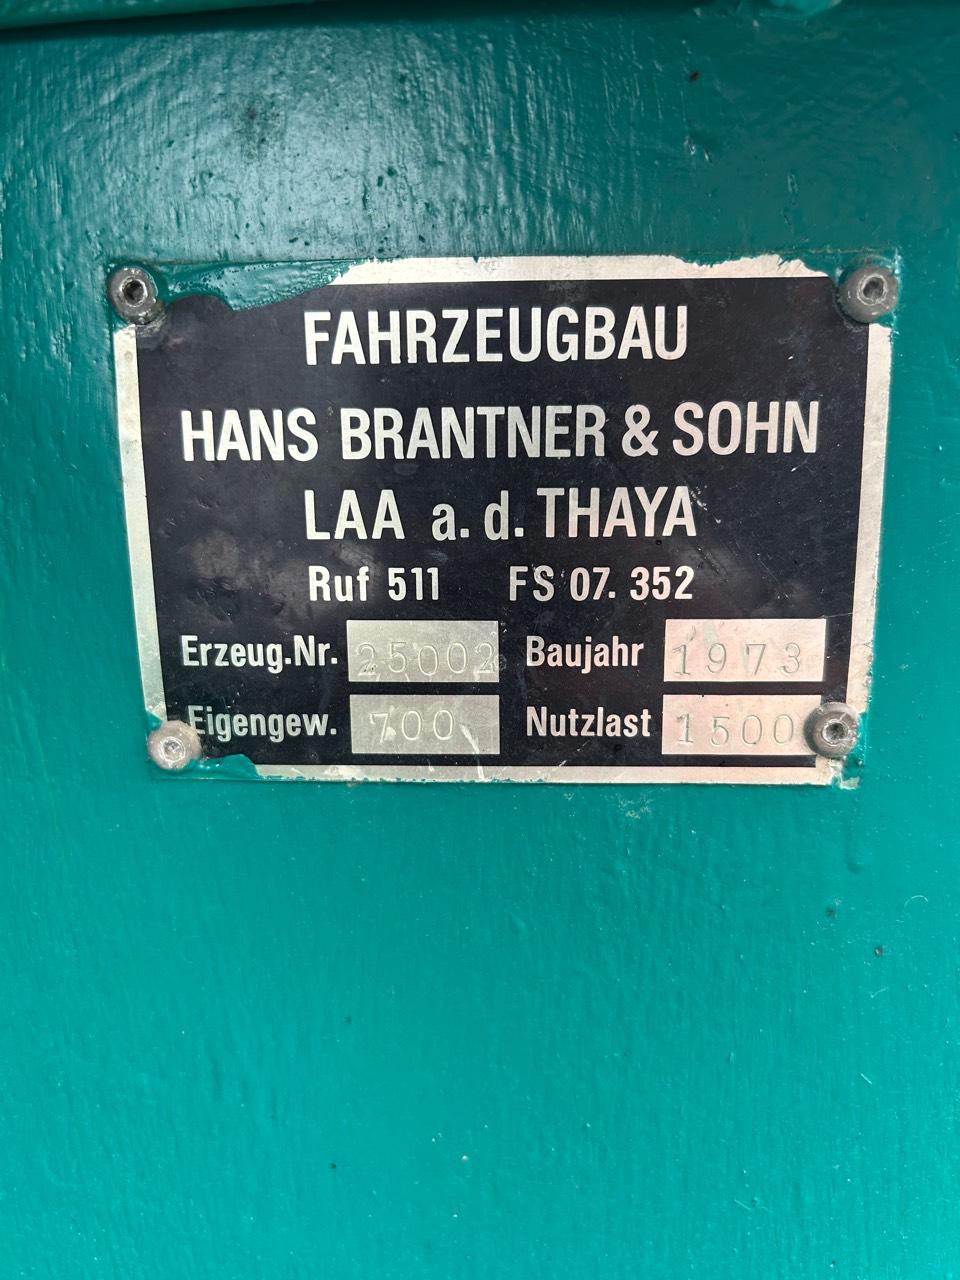 FAHRZEUGBAU
HANS BRANTNER & SOHN
LAA a. d. THAYA
Ruf 511 FS 07. 352
Erzeug.Nr. 25002 Baujahr 1973
Eigengew. 700 Nutzlast 1500